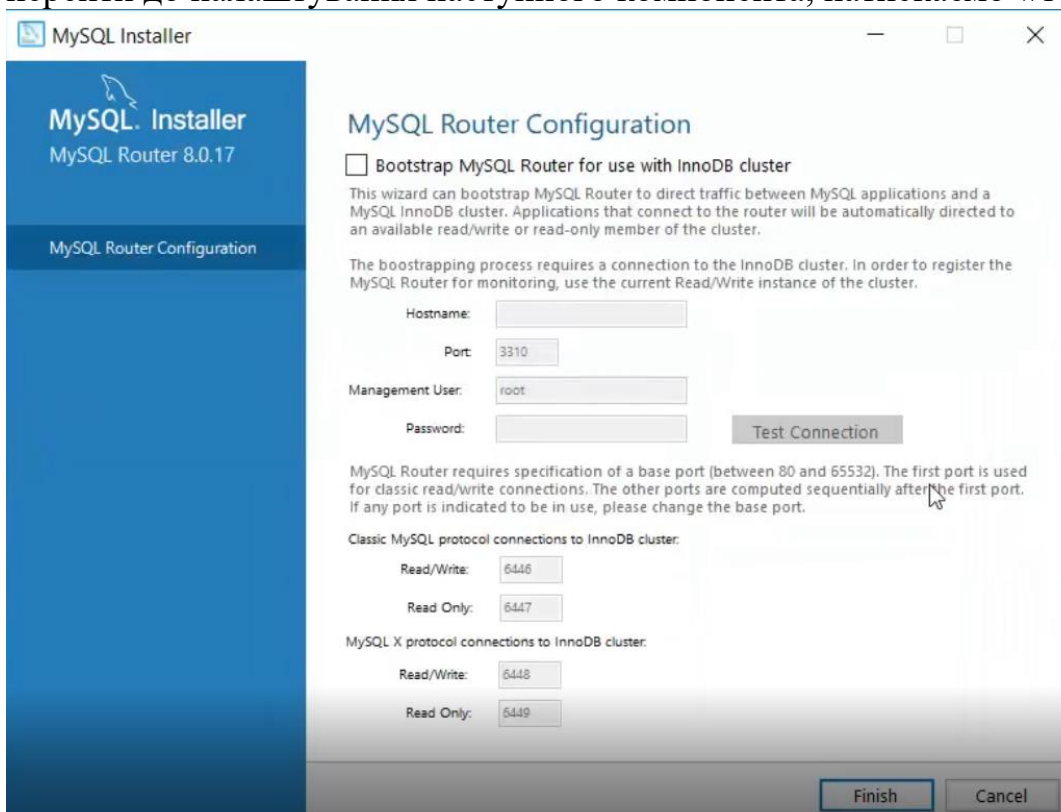 перейти до налаштування наступного компонента, натискаємо
MySQL Installer
MySQL. Installer
MySQL Router 8.0.17
MySQL Router Configuration
MySQL Router Configuration
Bootstrap MySQL Router for use with InnoDB cluster
This wizard can bootstrap MySQL Router to direct traffic between MySQL applications and a
MySQL InnoDB cluster. Applications that connect to the router will be automatically directed to
an available read/write or read-only member of the cluster.
The boostrapping process requires a connection to the InnoDB cluster. In order to register the
MySQL Router for monitoring, use the current Read/Write instance of the cluster.
Hostname:
Port: 3310
Management User: root
Password:
Test Connection
MySQL Router requires specification of a base port (between 80 and 65532). The first port is used
for classic read/write connections. The other ports are computed sequentially after the first port.
If any port is indicated to be in use, please change the base port.
Classic MySQL protocol connections to InnoDB cluster:
Read/Write: 6446
Read Only: 6447
MySQL X protocol connections to InnoDB cluster:
Read/Write: 6448
Read Only: 6449
Finish Cancel